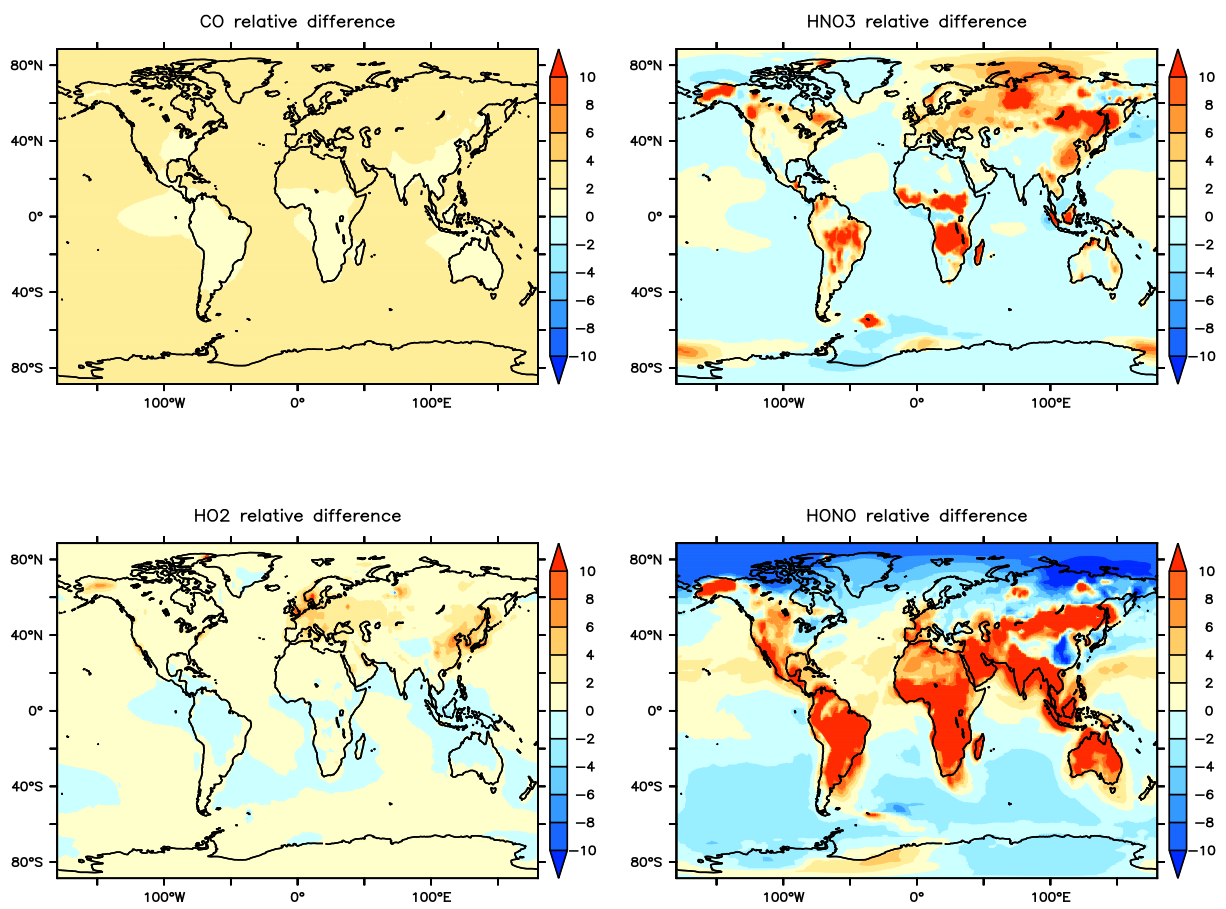 CO relative difference
80°N
40°N
0°
40°S
80°S
100°W
0°
100°E
10
8
6
4
2
0
−2
−4
−6
−8
−10
HNO3 relative difference
80°N
40°N
0°
40°S
80°S
100°W
0°
100°E
10
8
6
4
2
0
−2
−4
−6
−8
−10
HO2 relative difference
80°N
40°N
0°
40°S
80°S
100°W
0°
100°E
10
8
6
4
2
0
−2
−4
−6
−8
−10
HONO relative difference
80°N
40°N
0°
40°S
80°S
100°W
0°
100°E
10
8
6
4
2
0
−2
−4
−6
−8
−10